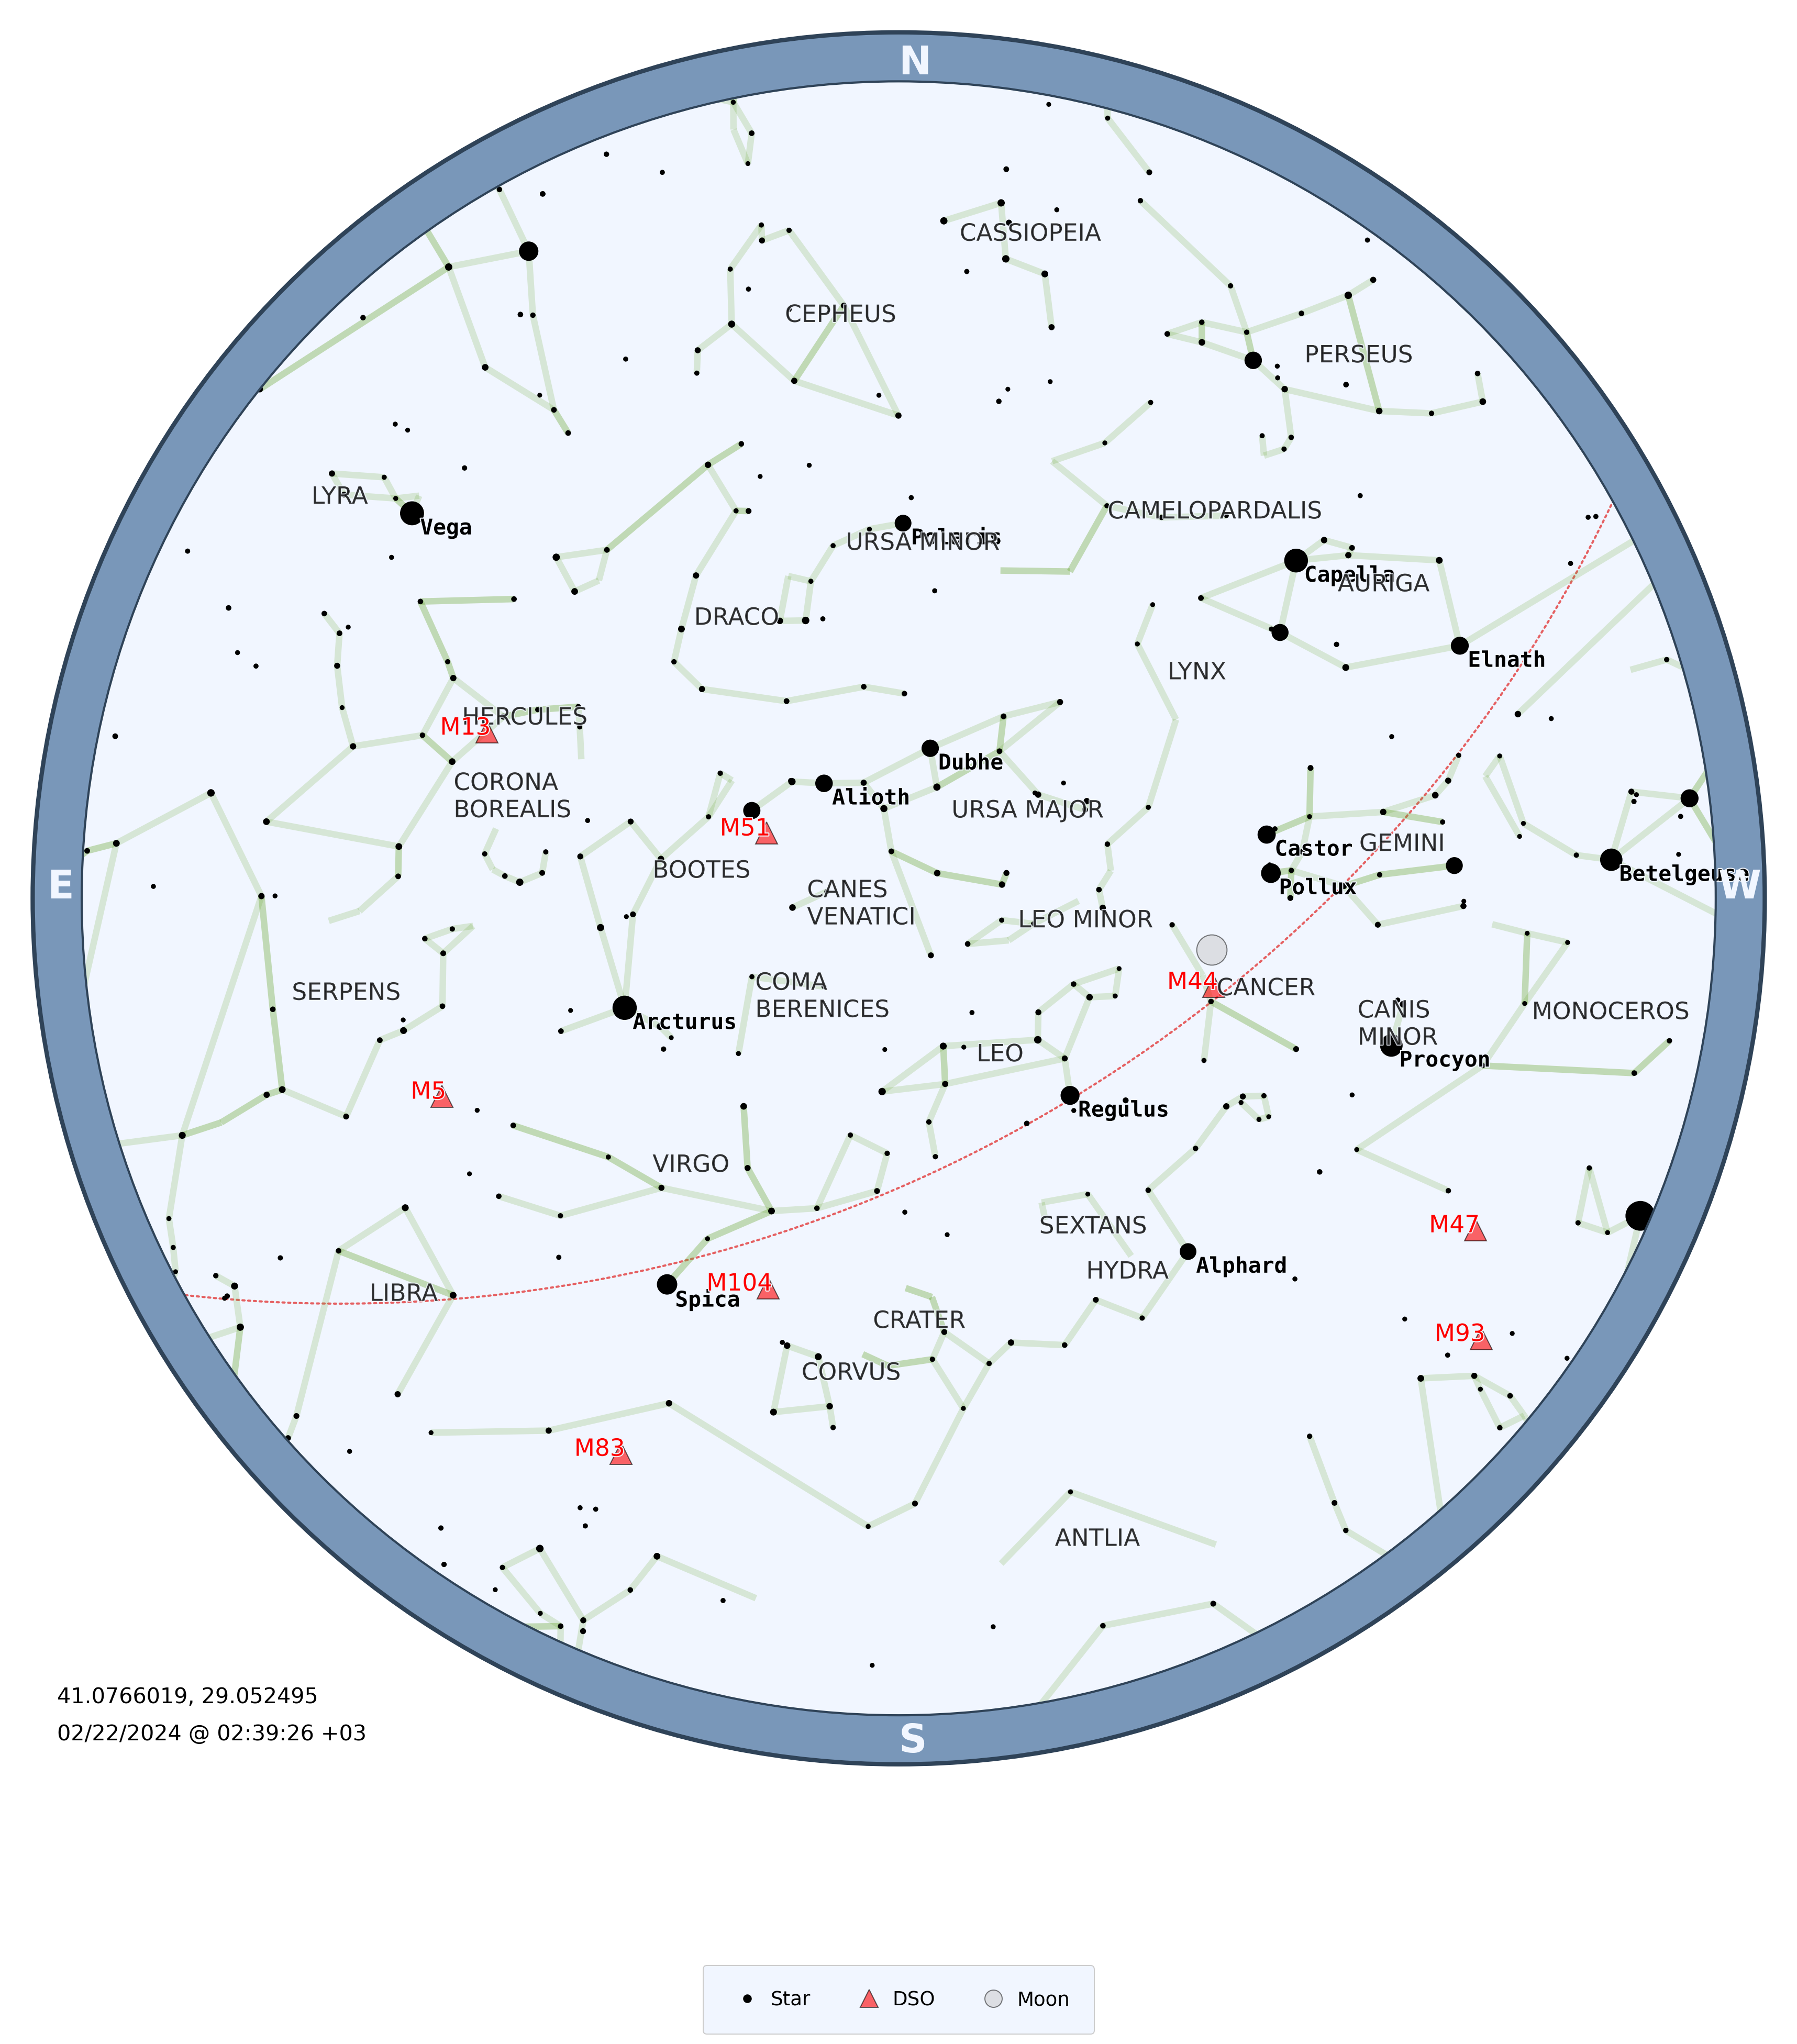 N
CASSIOPEIA
CEPHEUS
PERSEUS
LYRA
Vega
CAMELOPARDALIS
Polaris
URSA MINOR
Capella
AURIGA
DRACO
Elnath
LYNX
HERCULES
M13
Dubhe
CORONA
BOREALIS
Alioth
URSA MAJOR
M51
Castor
GEMINI
BOOTES
Betelgeuse
E
W
Pollux
CANES
VENATICI
LEO MINOR
M44
CANCER
SERPENS
COMA
BERENICES
CANIS
MINOR
MONOCEROS
Arcturus
LEO
Procyon
M5
Regulus
VIRGO
SEXTANS
M47
HYDRA
Alphard
LIBRA
M104
Spica
CRATER
M93
CORVUS
M83
ANTLIA
41.0766019, 29.052495
02/22/2024 @ 02:39:26 +03
S
Star
DSO
Moon